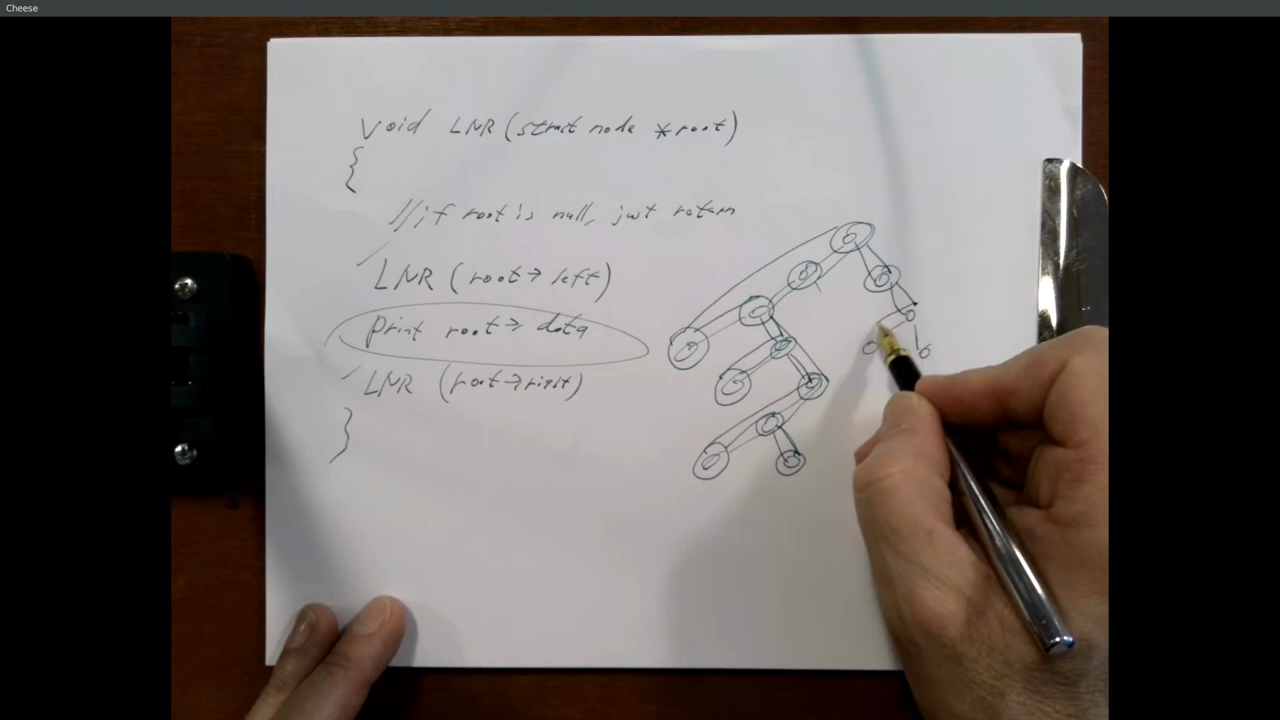 Cheese
void LNR (struct node *root)
{
//if root is null, just return
LNR (root→left)
print root→data
LNR (root→right)
}